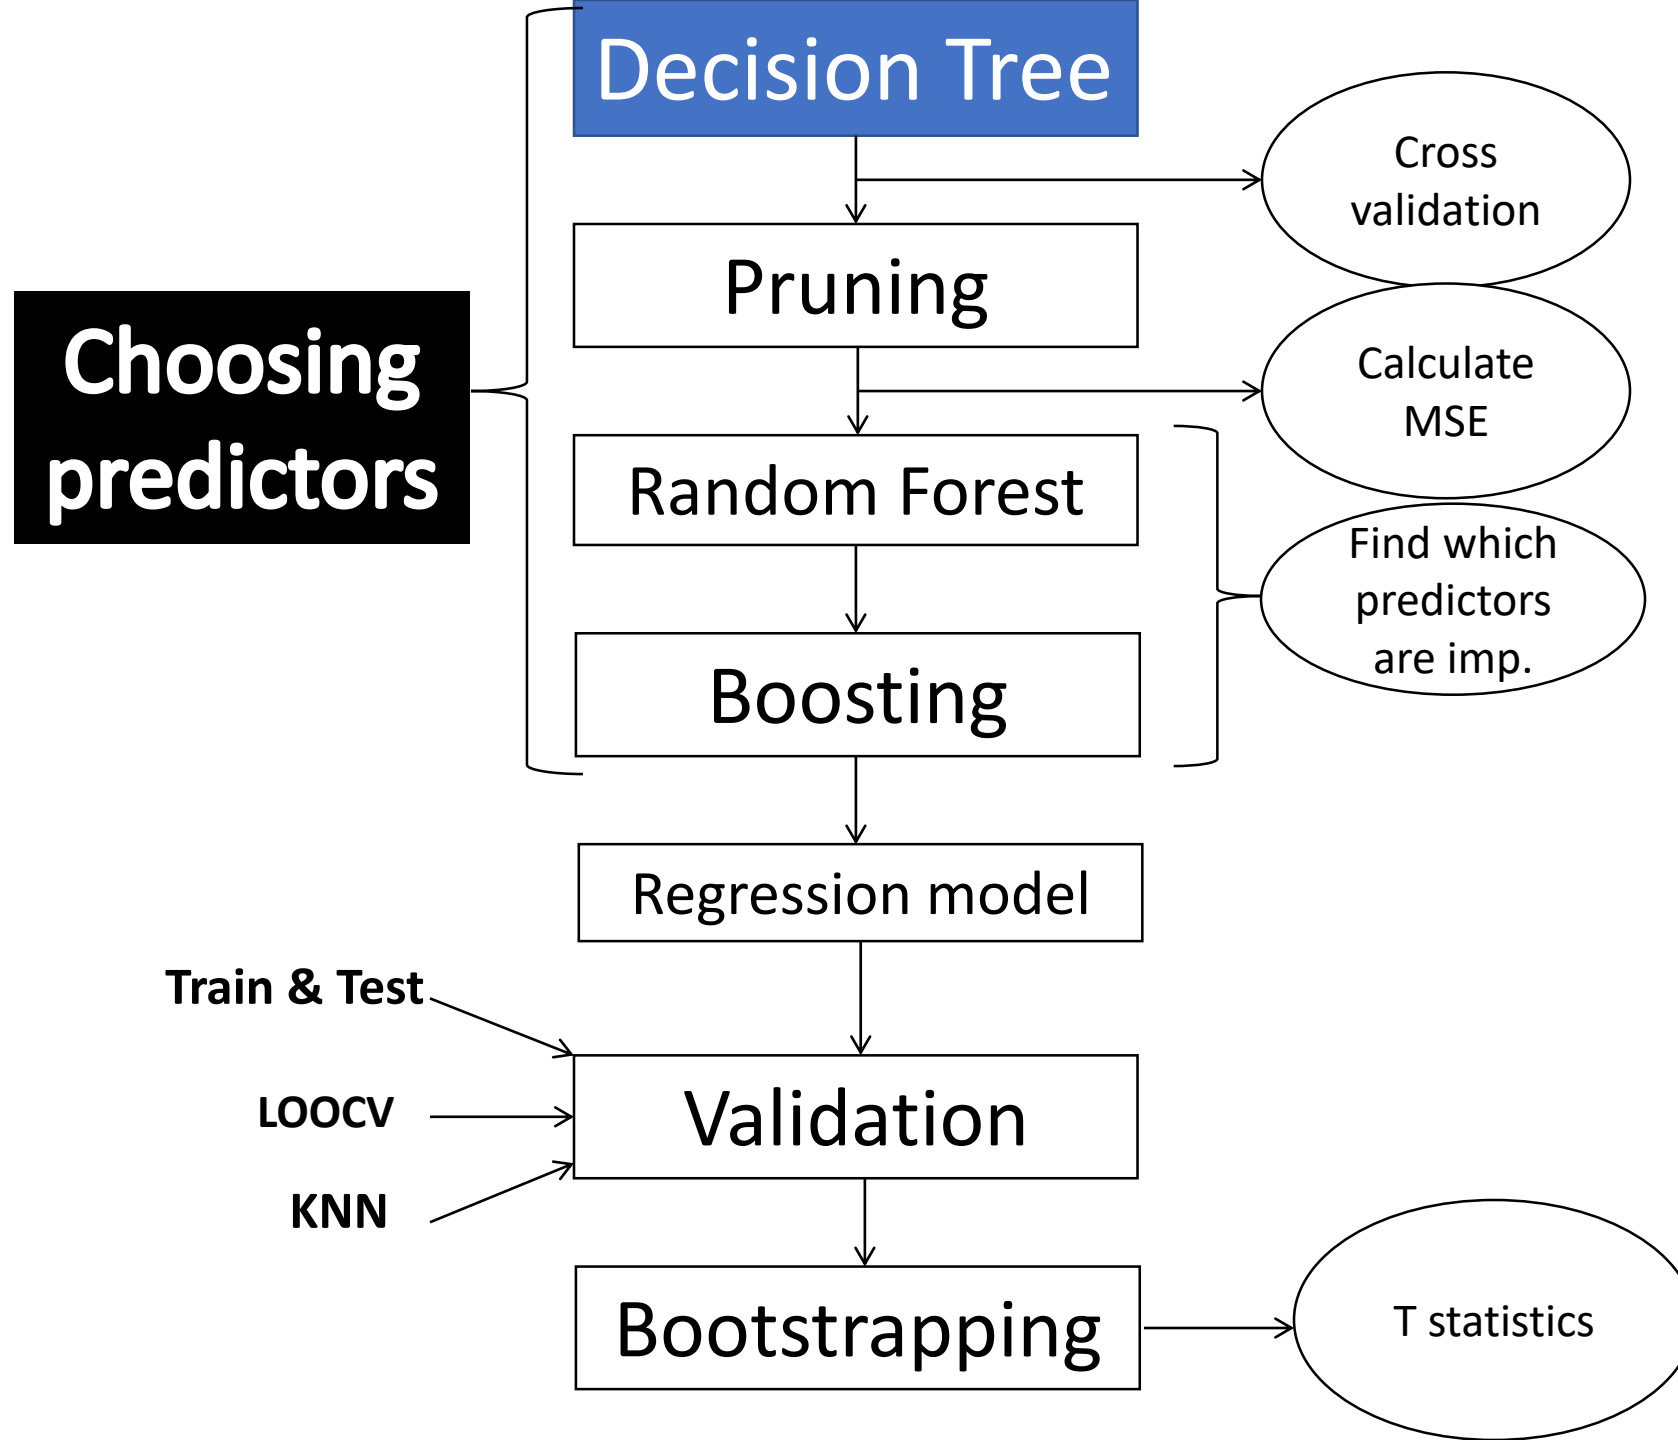 Decision Tree
Cross
validation
Pruning
Choosing
predictors
Calculate
MSE
Random Forest
Find which
predictors
are imp.
Boosting
Regression model
Train & Test
LOOCV
KNN
Validation
Bootstrapping
T statistics